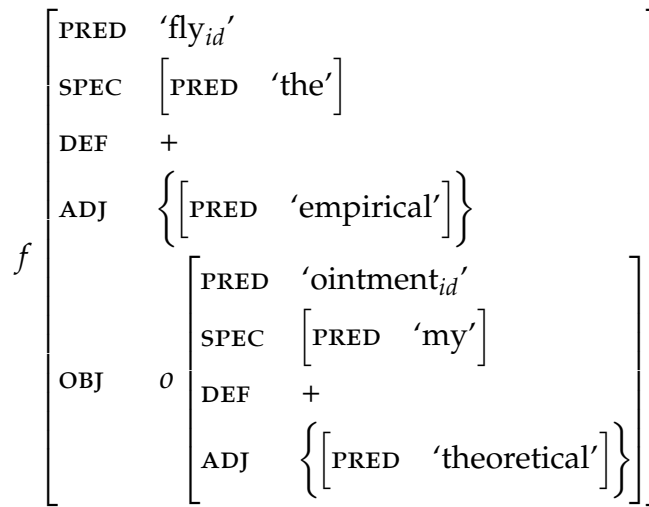 PRED ‘fly_id’
SPEC [PRED ‘the’]
DEF +
ADJ {[PRED ‘empirical’]}
f
PRED ‘ointment_id’
SPEC [PRED ‘my’]
OBJ o DEF +
ADJ {[PRED ‘theoretical’]}